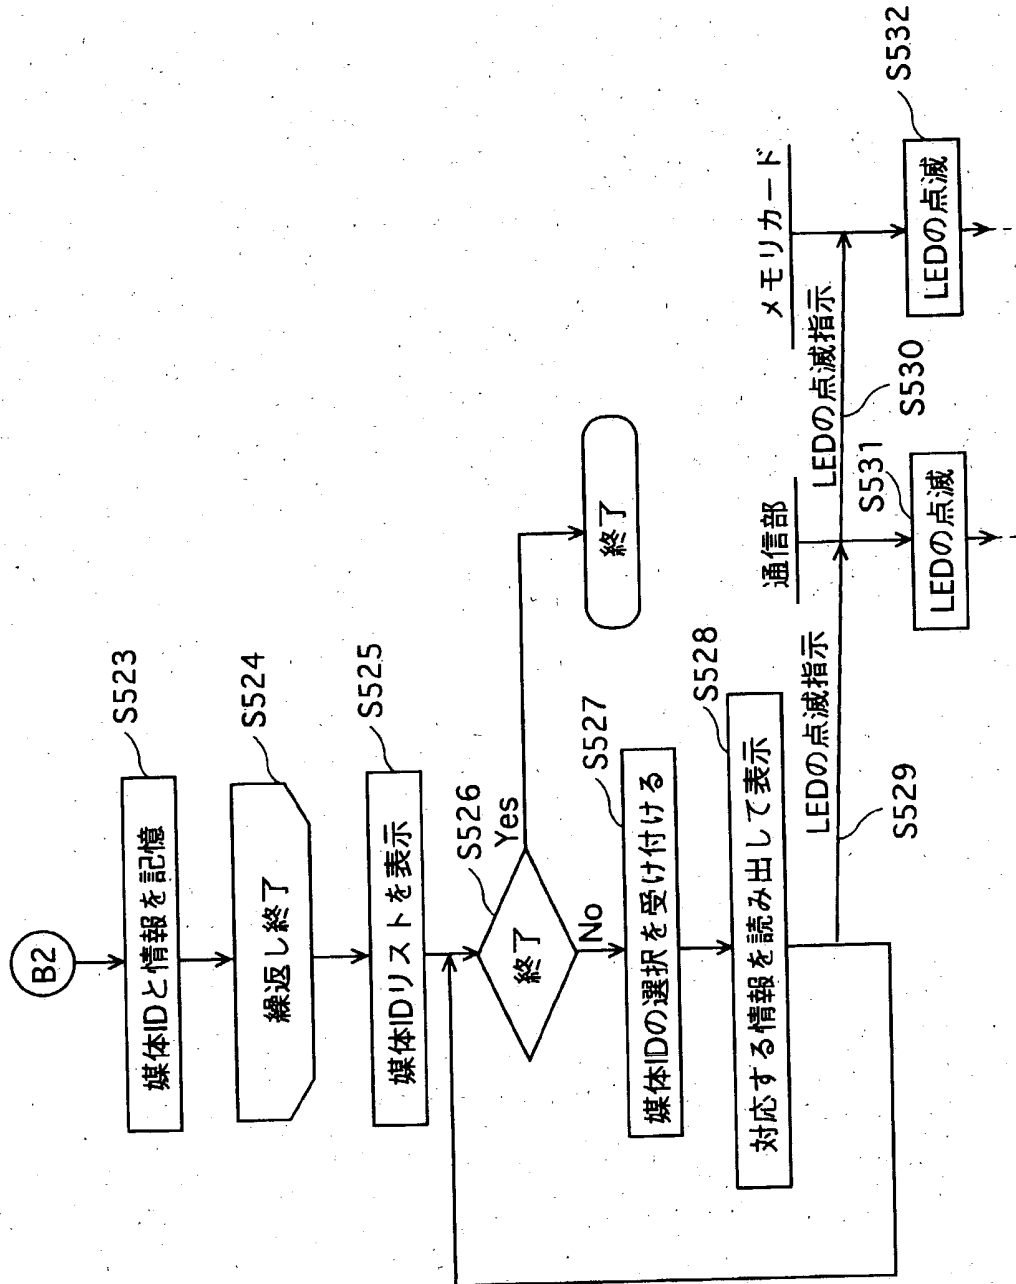 B2
媒体IDと情報を記憶
S523
繰返し終了
S524
媒体IDリストを表示
S525
終了
S526
Yes
No
終了
媒体IDの選択を受け付ける
S527
対応する情報を読み出して表示
S528
通信部
メモリカード
LEDの点滅指示
S529
LEDの点滅指示
S530
LEDの点滅
S531
LEDの点滅
S532